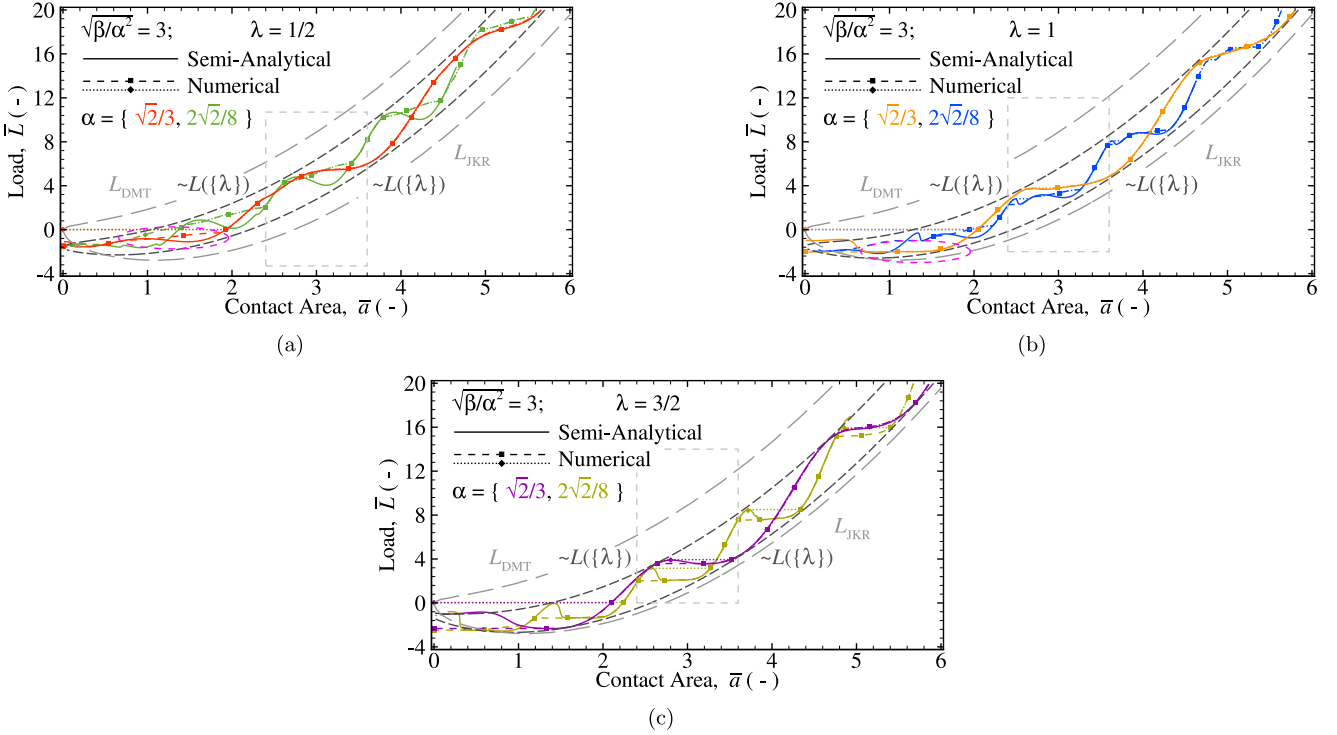 20
16
12
8
4
0
-4
Load, L̅ (-)
√β/α² = 3; λ = 1/2
Semi-Analytical
Numerical
α = { √2/3, 2√2/8 }
L_JKR
L_DMT ~L({λ}) ~L({λ})
0 1 2 3 4 5 6
Contact Area, a̅ (-)
(a)
20
16
12
8
4
0
-4
Load, L̅ (-)
√β/α² = 3; λ = 1
Semi-Analytical
Numerical
α = { √2/3, 2√2/8 }
L_JKR
L_DMT ~L({λ}) ~L({λ})
0 1 2 3 4 5 6
Contact Area, a̅ (-)
(b)
20
16
12
8
4
0
-4
Load, L̅ (-)
√β/α² = 3; λ = 3/2
Semi-Analytical
Numerical
α = { √2/3, 2√2/8 }
L_JKR
L_DMT ~L({λ}) ~L({λ})
0 1 2 3 4 5 6
Contact Area, a̅ (-)
(c)